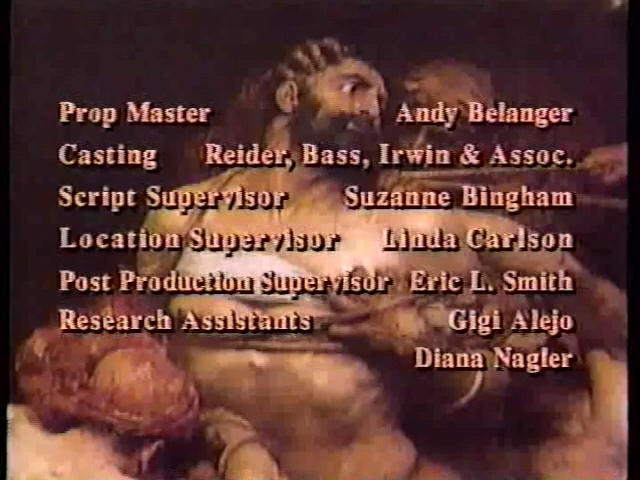 Prop Master Andy Belanger
Casting Reider, Bass, Irwin & Assoc.
Script Supervisor Suzanne Bingham
Location Supervisor Linda Carlson
Post Production Supervisor Eric L. Smith
Research Assistants Gigi Alejo
Diana Nagler